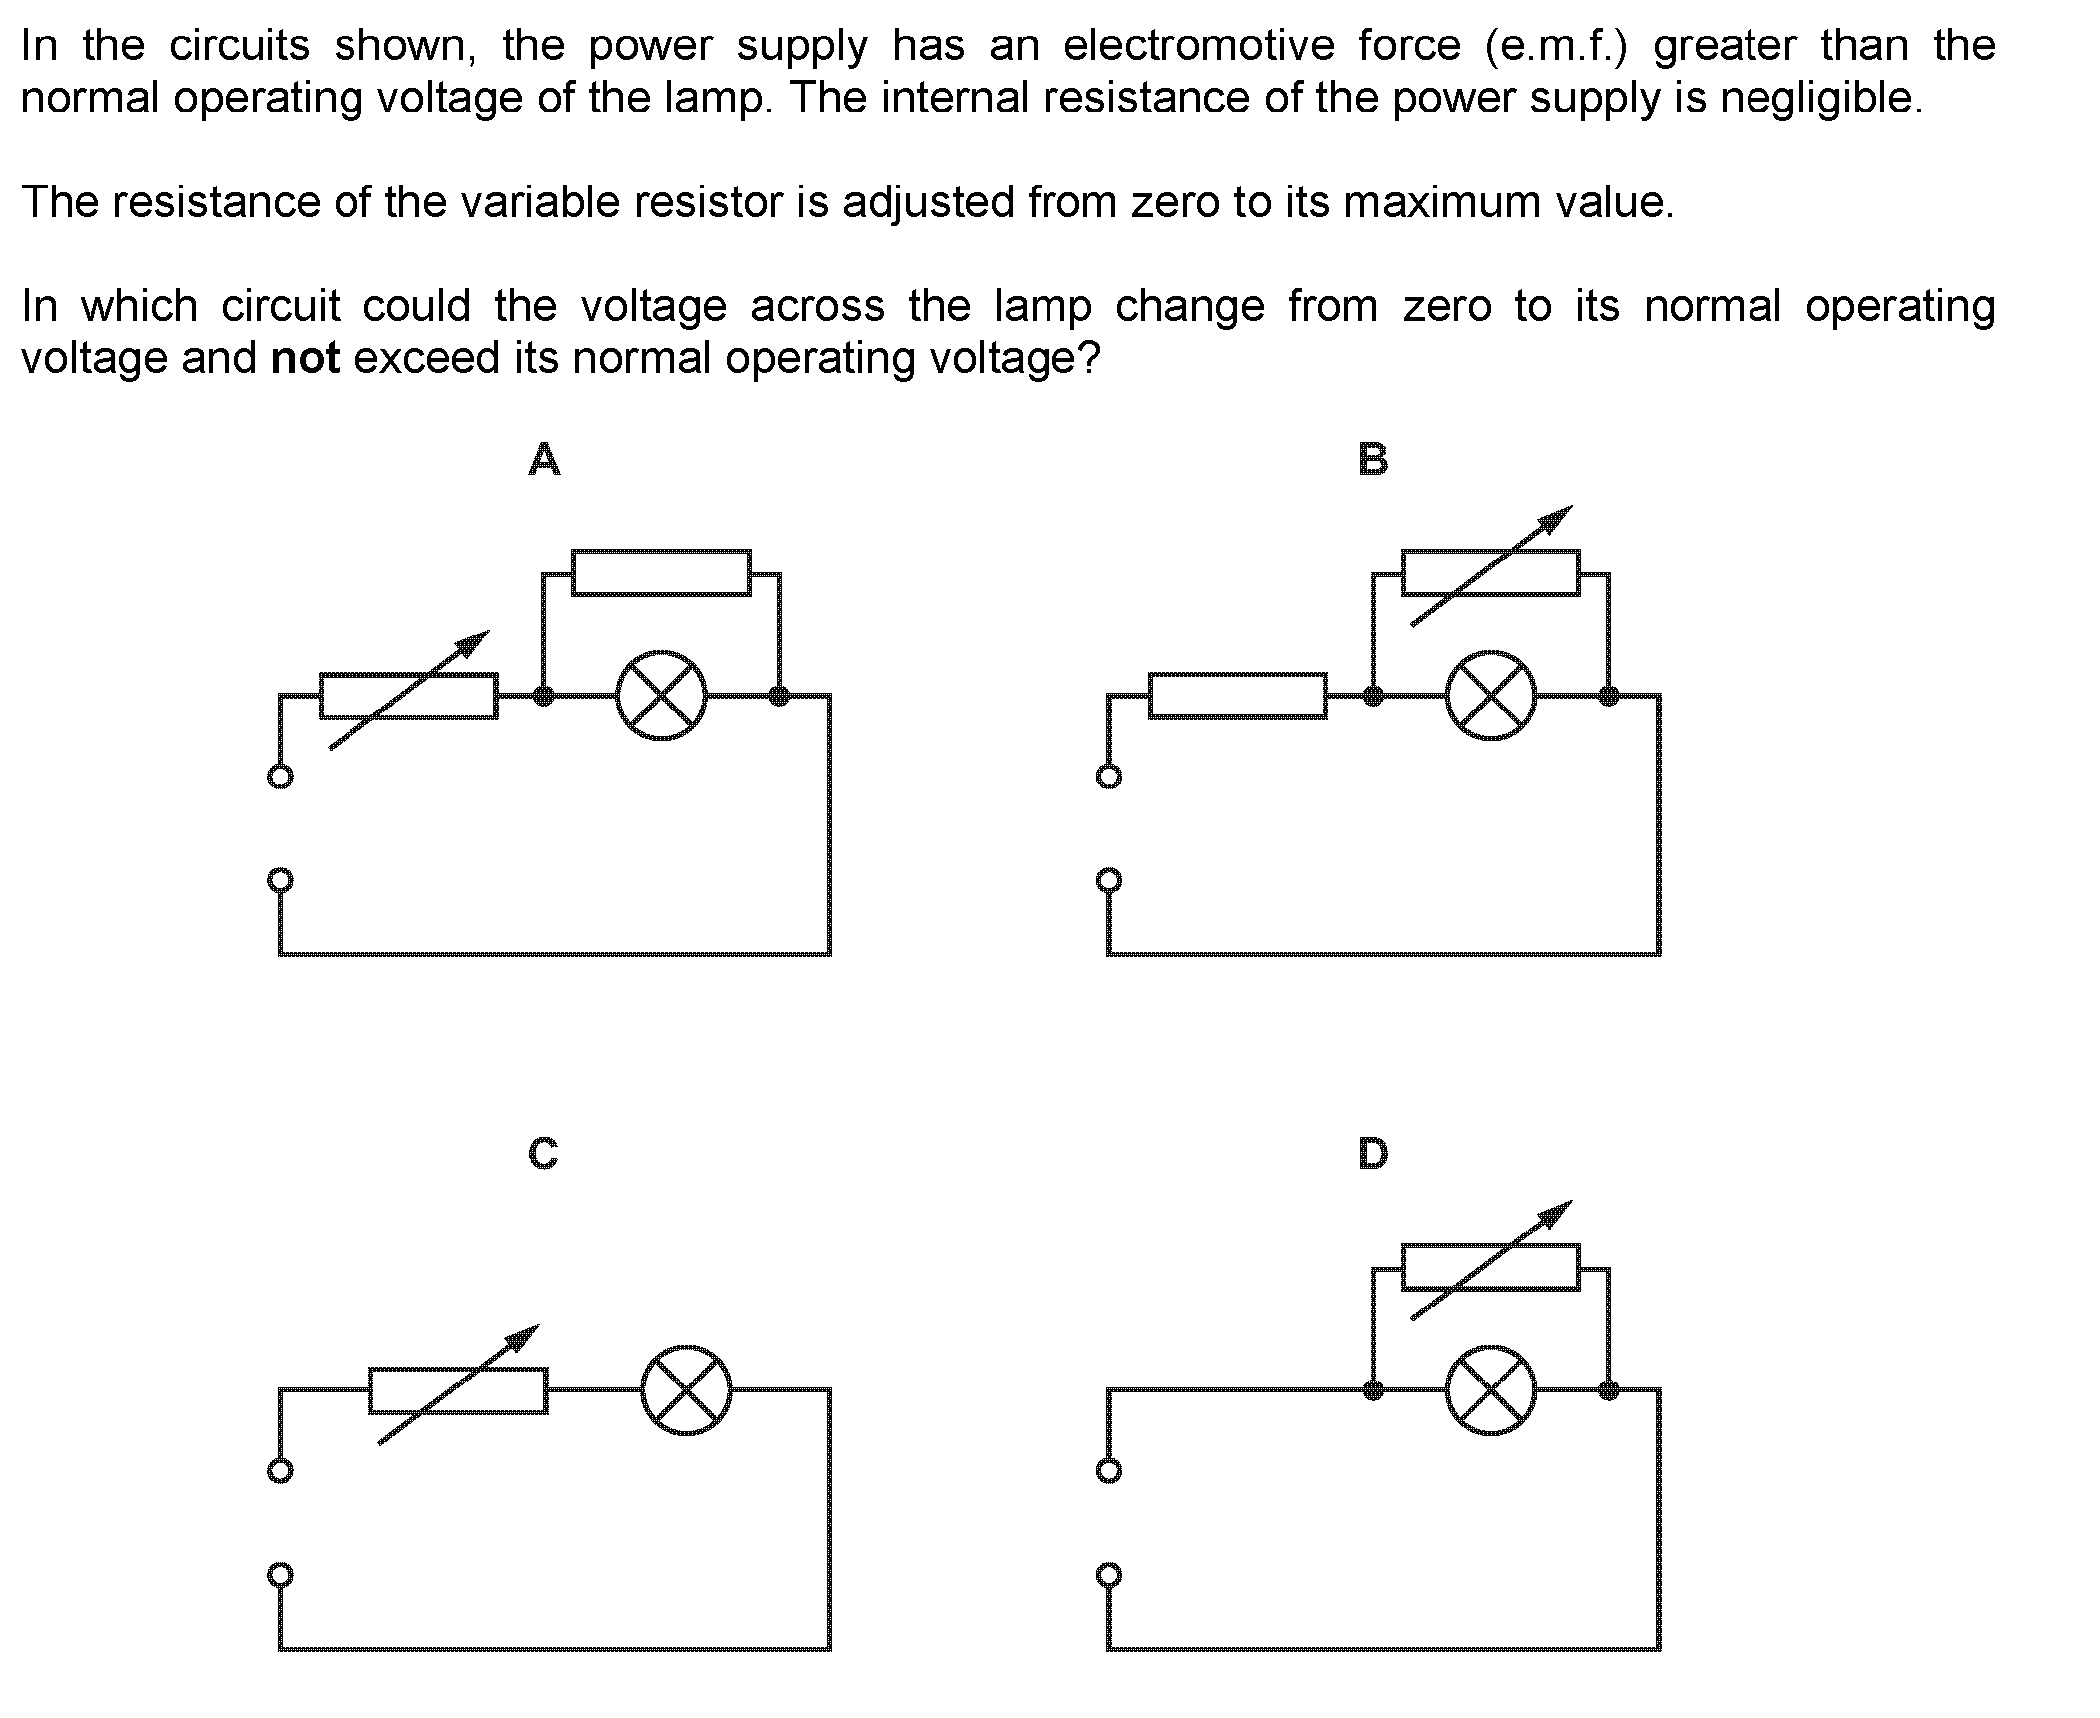 In the circuits shown, the power supply has an electromotive force (e.m.f.) greater than the
normal operating voltage of the lamp. The internal resistance of the power supply is negligible.
The resistance of the variable resistor is adjusted from zero to its maximum value.
In which circuit could the voltage across the lamp change from zero to its normal operating
voltage and not exceed its normal operating voltage?
A
B
C
D